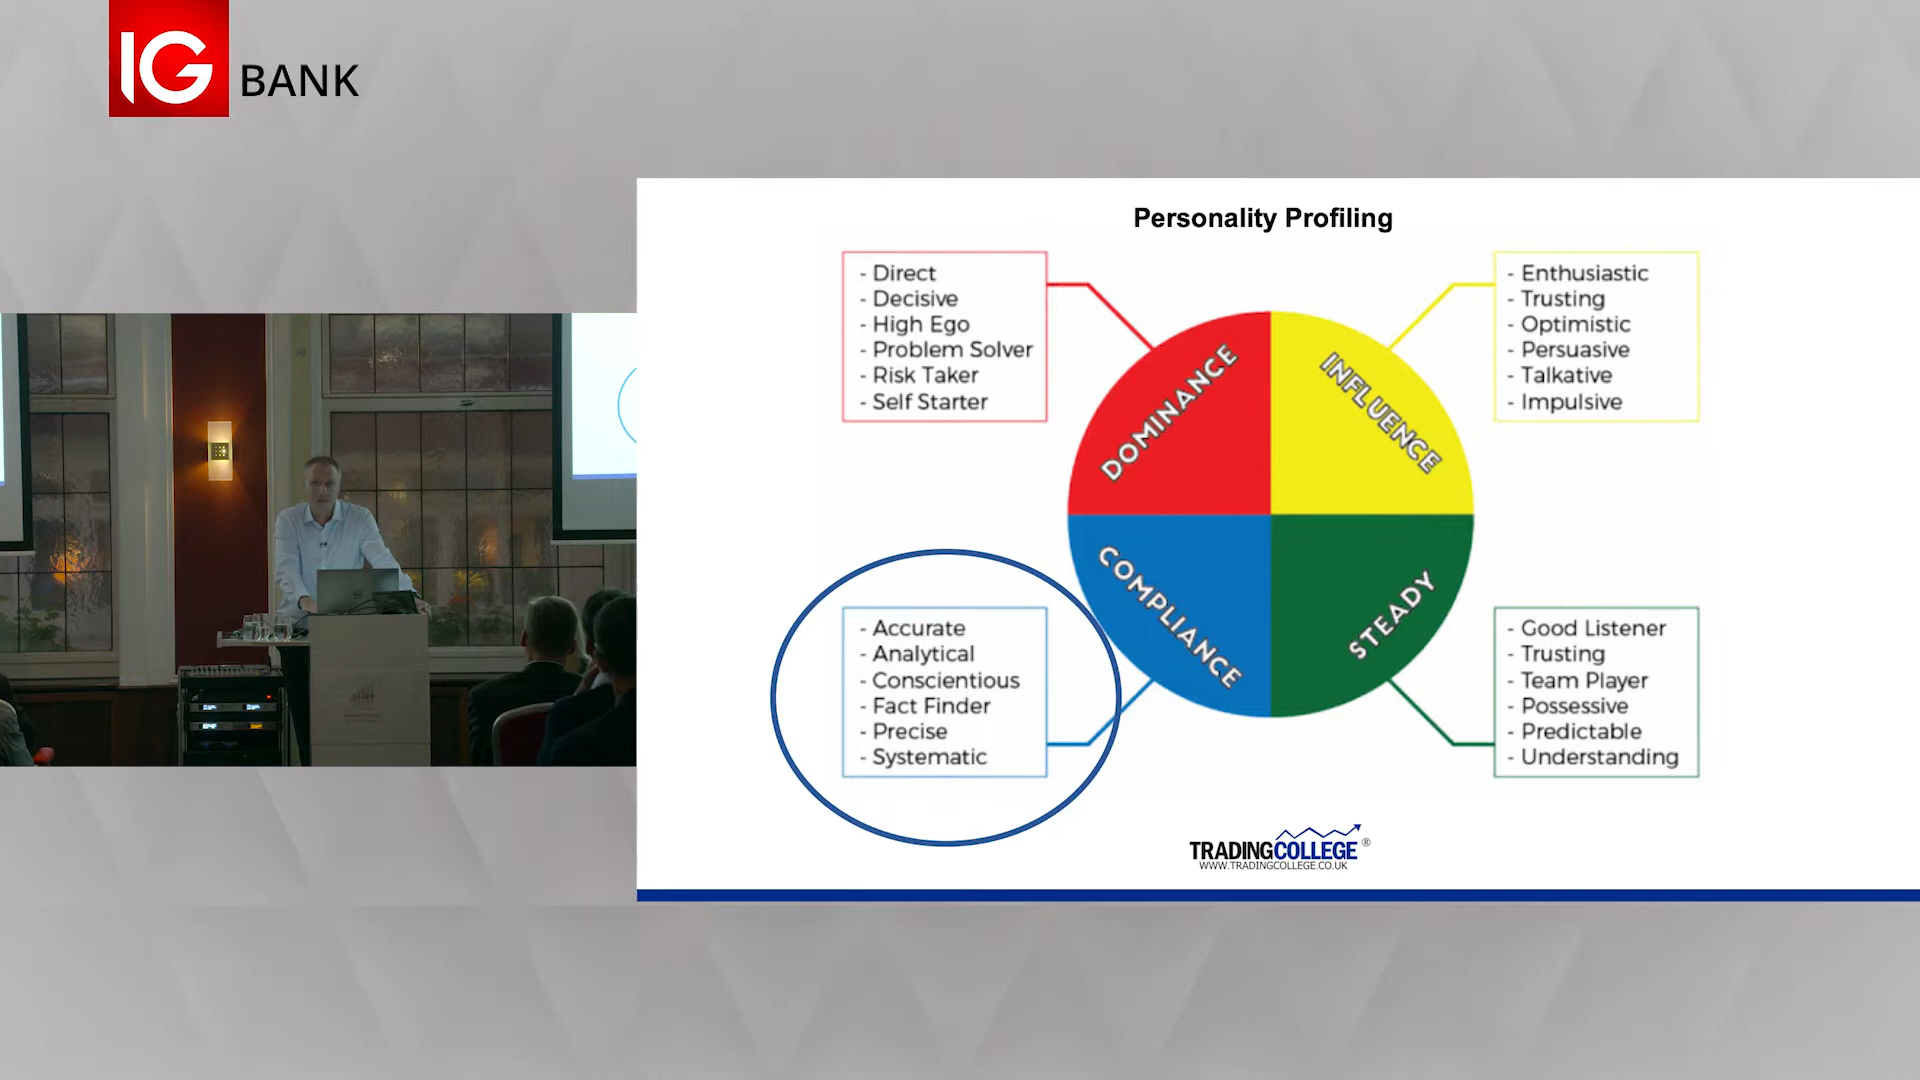 IG BANK
Personality Profiling
- Direct
- Decisive
- High Ego
- Problem Solver
- Risk Taker
- Self Starter
- Enthusiastic
- Trusting
- Optimistic
- Persuasive
- Talkative
- Impulsive
DOMINANCE
INFLUENCE
COMPLIANCE
STEADY
- Accurate
- Analytical
- Conscientious
- Fact Finder
- Precise
- Systematic
- Good Listener
- Trusting
- Team Player
- Possessive
- Predictable
- Understanding
TRADINGCOLLEGE ®
WWW.TRADINGCOLLEGE.CO.UK